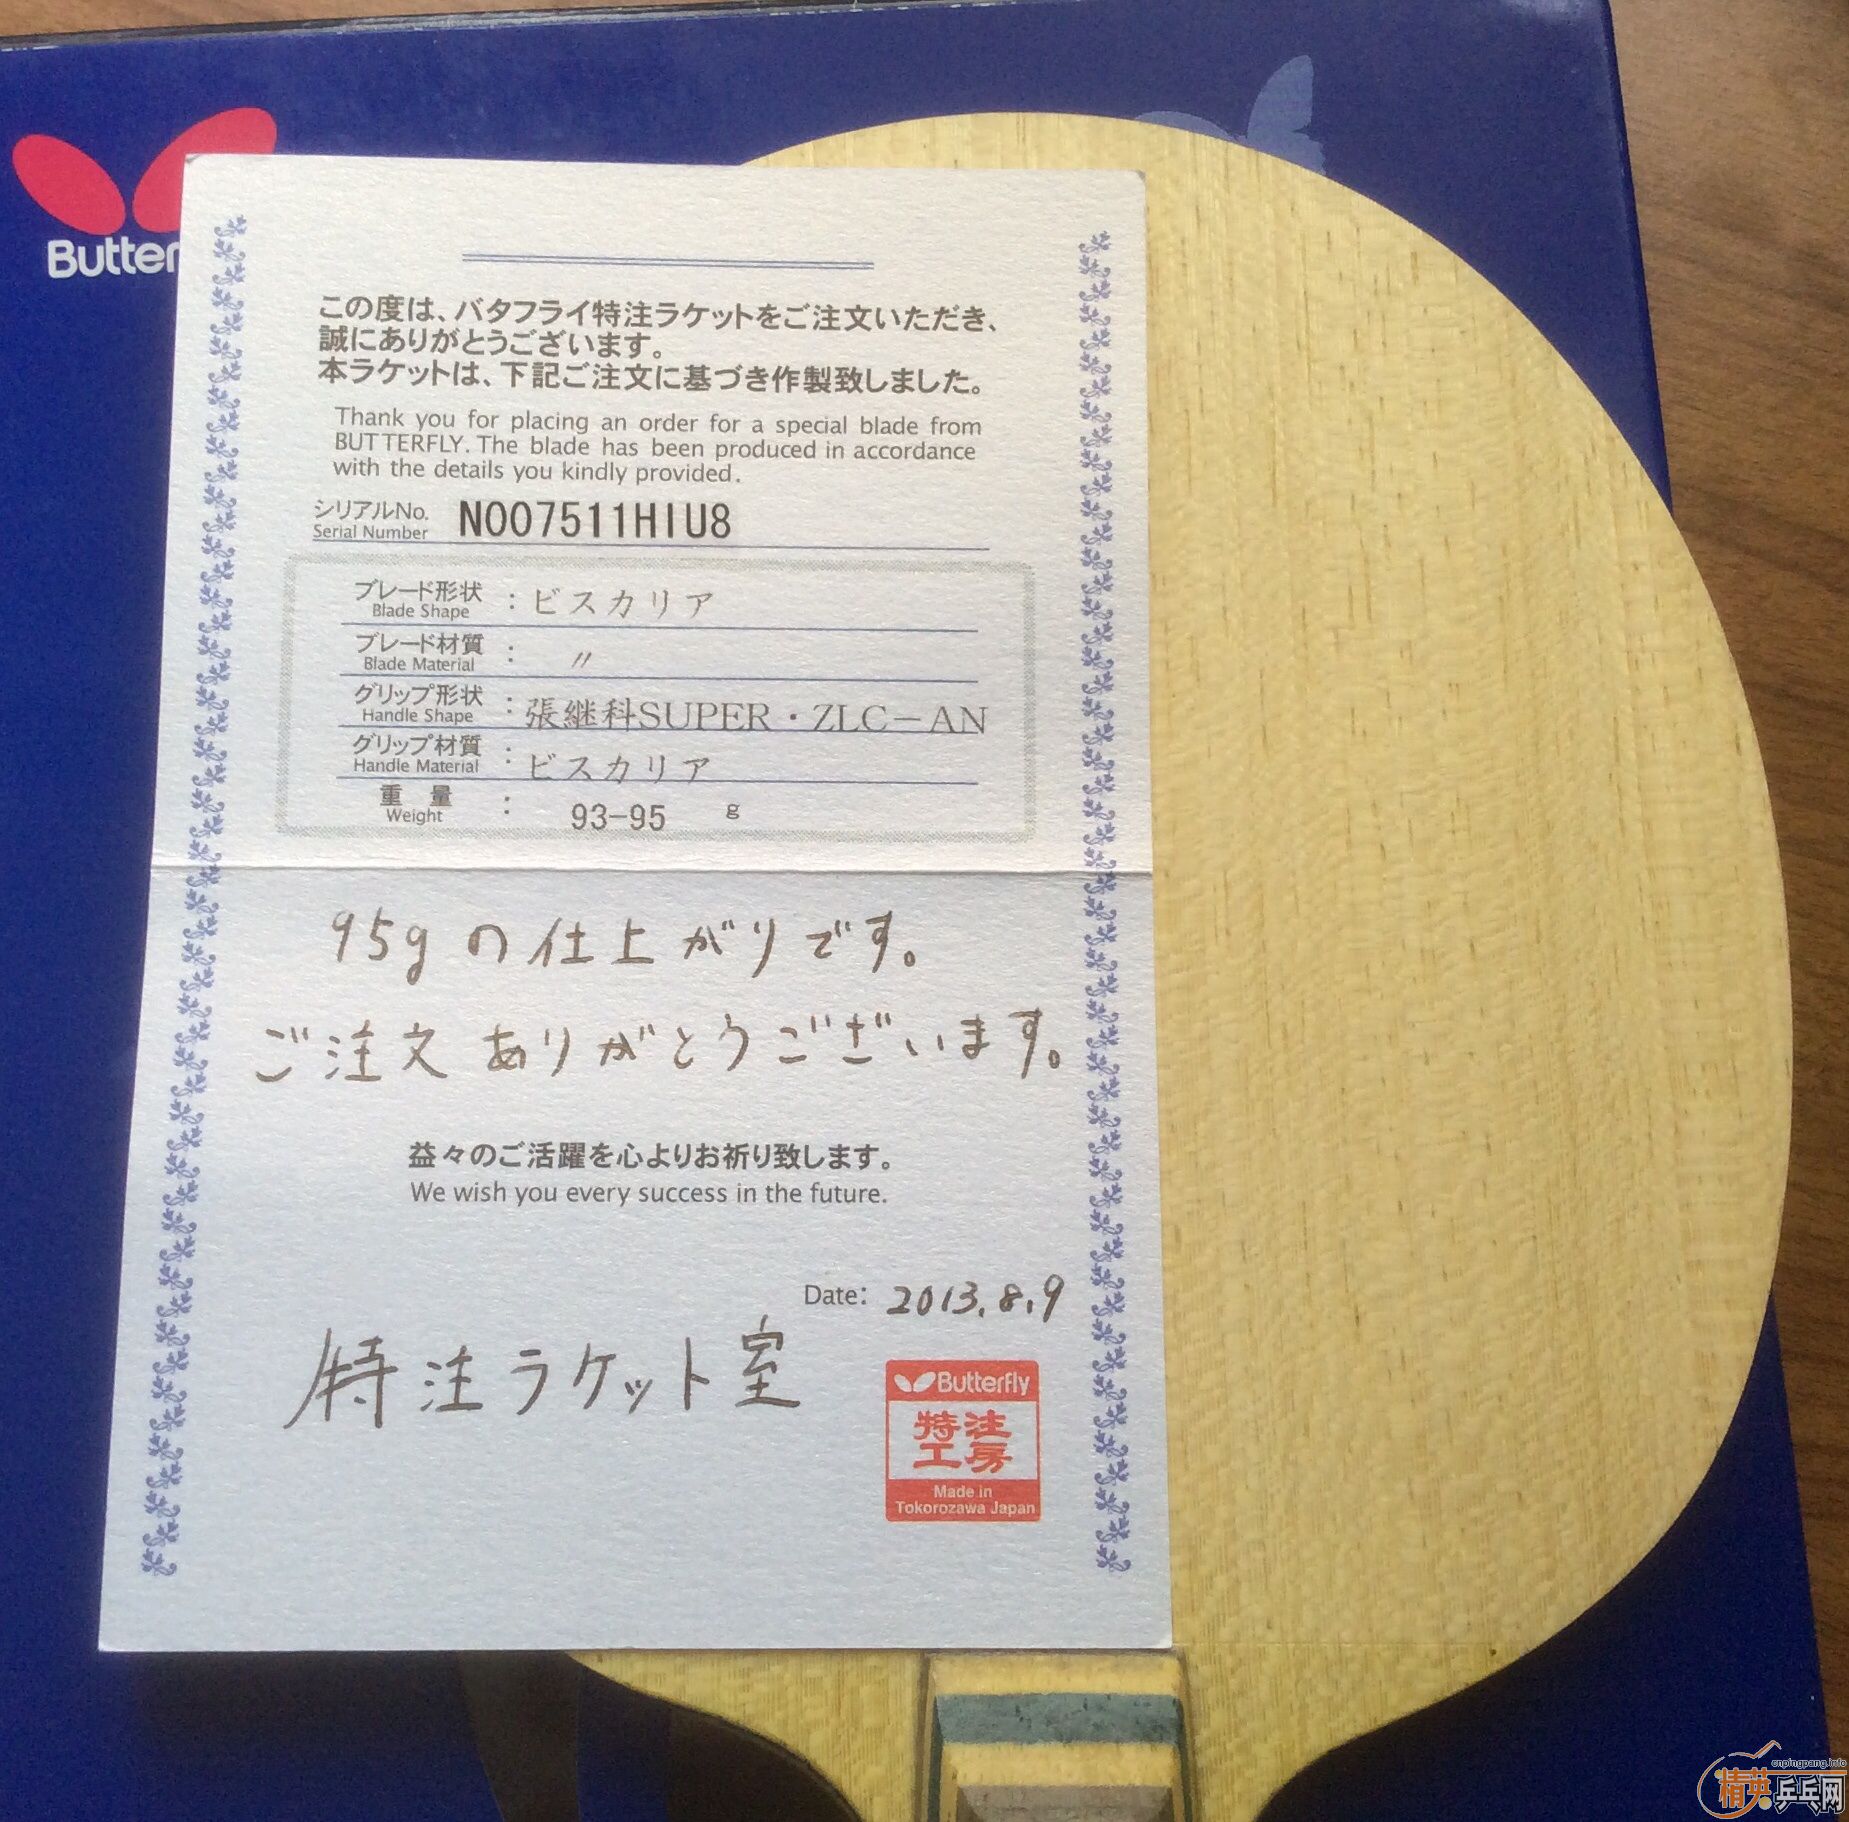 Butter
この度は、バタフライ特注ラケットをご注文いただき、
誠にありがとうございます。
本ラケットは、下記ご注文に基づき作製致しました。
Thank you for placing an order for a special blade from
BUTTERFLY. The blade has been produced in accordance
with the details you kindly provided.
シリアルNo.
Serial Number
N007511HIU8
ブレード形状
Blade Shape
: ビスカリア
ブレード材質
Blade Material
: 〃
グリップ形状
Handle Shape
: 張継科SUPER・ZLC－AN
グリップ材質
Handle Material
: ビスカリア
重 量
Weight
: 93-95 g
95gの仕上がりです。
ご注文ありがとうございます。
益々のご活躍を心よりお祈り致します。
We wish you every success in the future.
Date: 2013.8.9
特注ラケット室
Butterfly
特注
工房
Made in
Tokorozawa Japan
cnpingpang.info
精英乒乓网